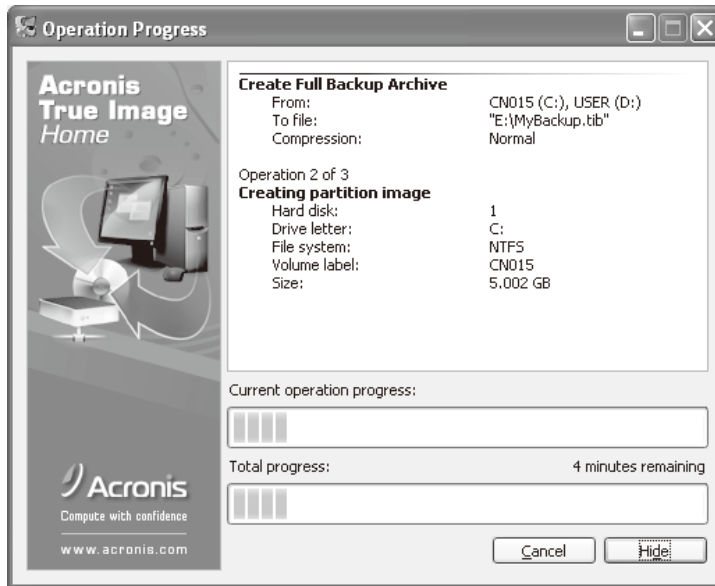 Operation Progress
Acronis
True Image
Home
Create Full Backup Archive
From: CN015 (C:), USER (D:)
To file: "E:\MyBackup.tib"
Compression: Normal
Operation 2 of 3
Creating partition image
Hard disk: 1
Drive letter: C:
File system: NTFS
Volume label: CN015
Size: 5.002 GB
Current operation progress:
Total progress: 4 minutes remaining
Acronis
Compute with confidence
www.acronis.com
Cancel Hide